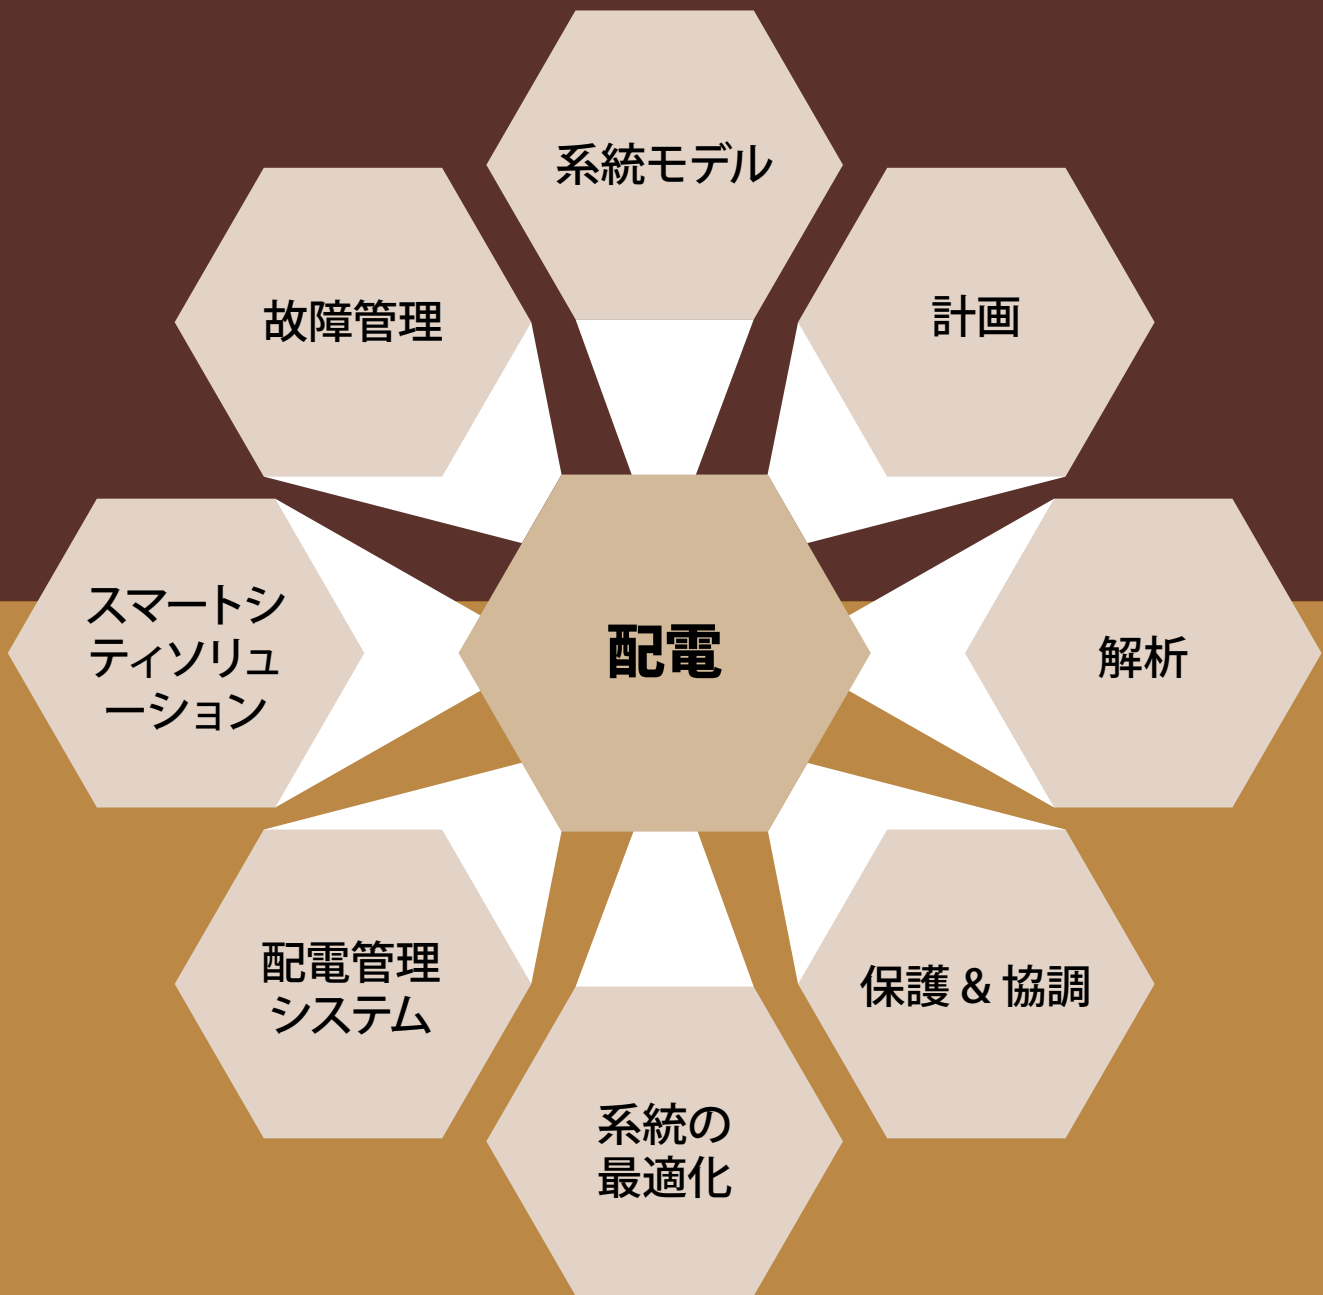 系統モデル
故障管理
計画
スマートシ
ティソリュ
ーション
配電
解析
配電管理
システム
保護 & 協調
系統の
最適化